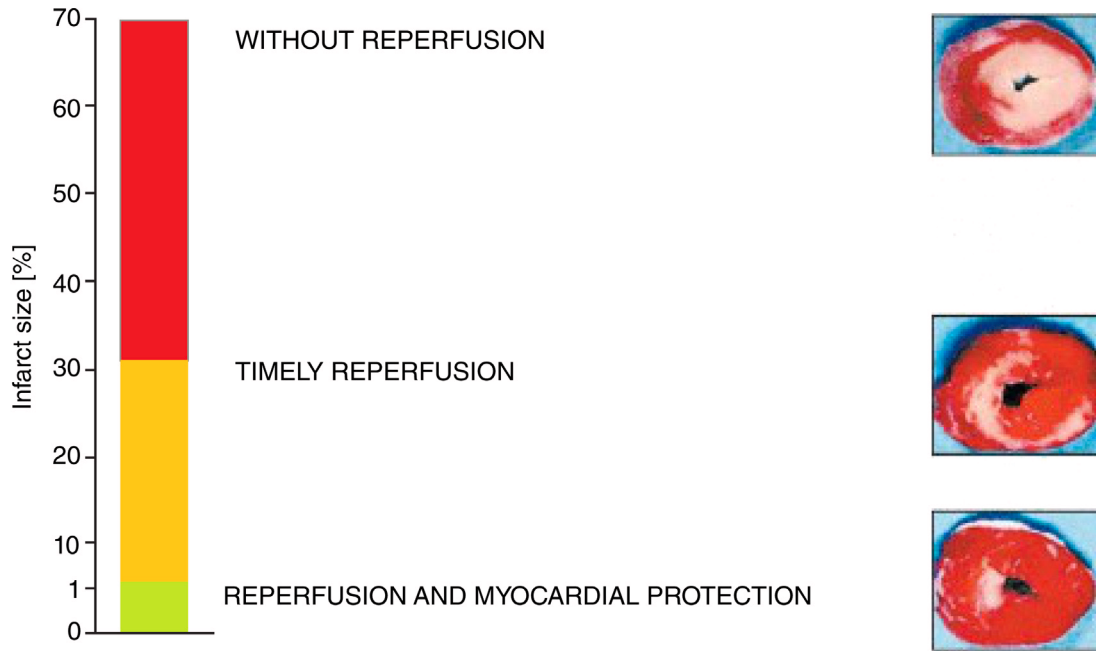 70
WITHOUT REPERFUSION
60
50
40
Infarct size [%]
30
TIMELY REPERFUSION
20
10
1
REPERFUSION AND MYOCARDIAL PROTECTION
0